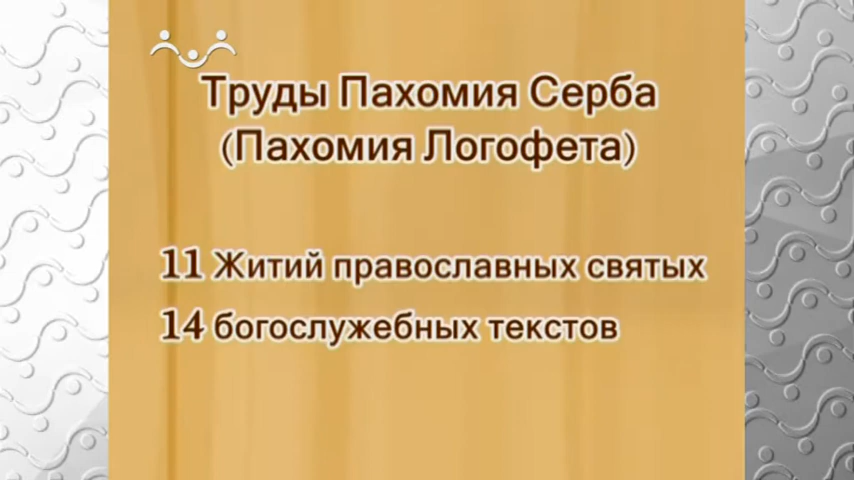 Труды Пахомия Серба
(Пахомия Логофета)
11 Житий православных святых
14 богослужебных текстов